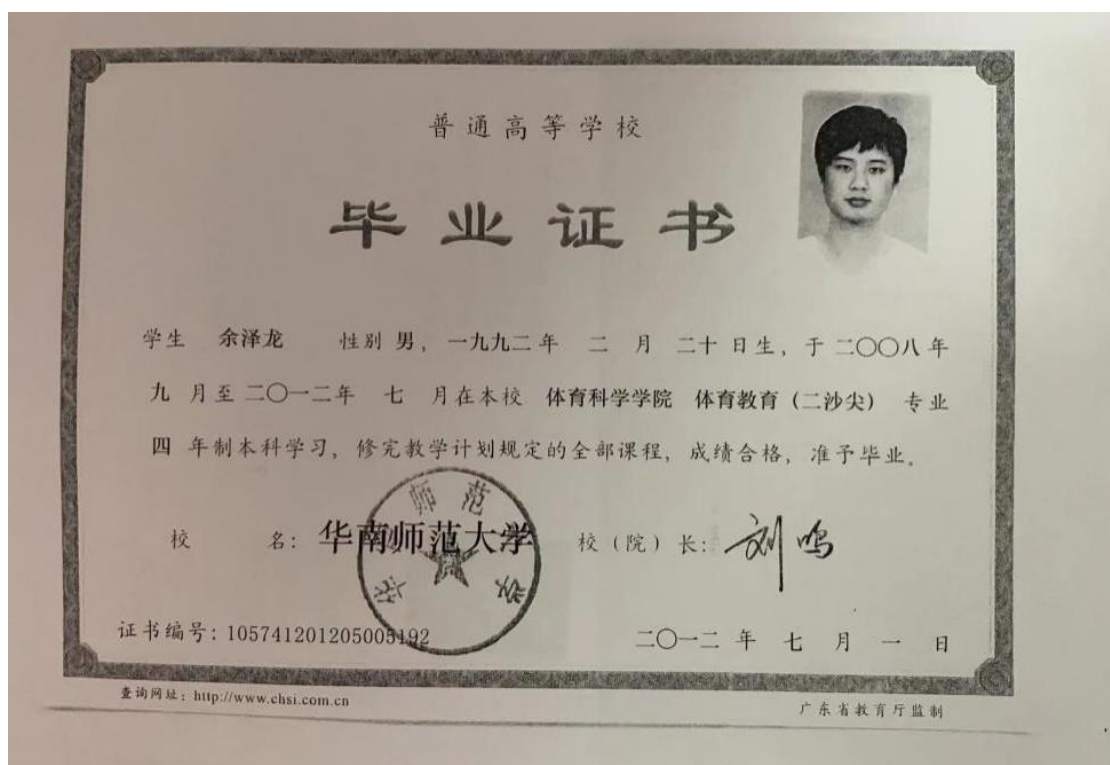 普通高等学校
毕业证书
学生 余泽龙 性别 男，一九九二年 二 月 二十 日生，于 二〇〇八 年
九 月至 二〇一二年 七 月在本校 体育科学学院 体育教育（二沙尖） 专业
四 年制本科学习，修完教学计划规定的全部课程，成绩合格，准予毕业。
校 名：华南师范大学 校（院）长：刘鸣
华南师范大学
证书编号：105741201205005192 二〇一二 年 七 月 一 日
查询网址：http://www.chsi.com.cn 广东省教育厅监制